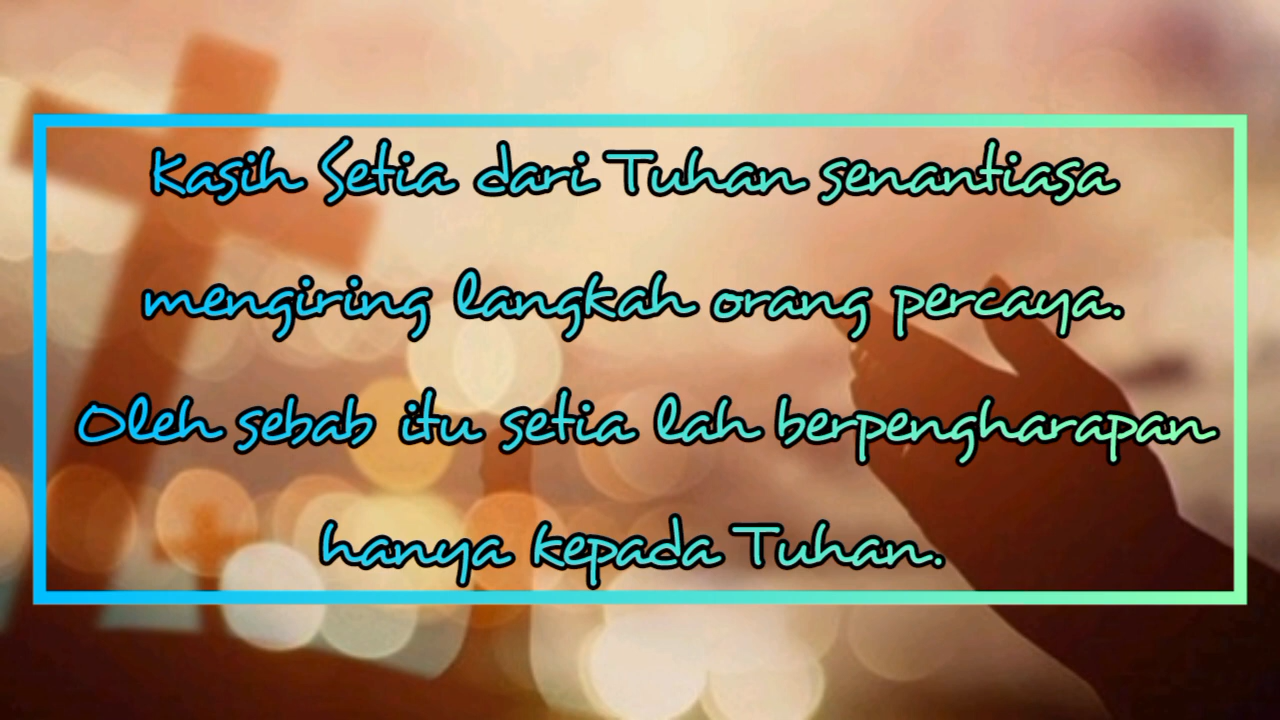 Kasih Setia dari Tuhan senantiasa
mengiring langkah orang percaya.
Oleh sebab itu setia lah berpengharapan
hanya kepada Tuhan.